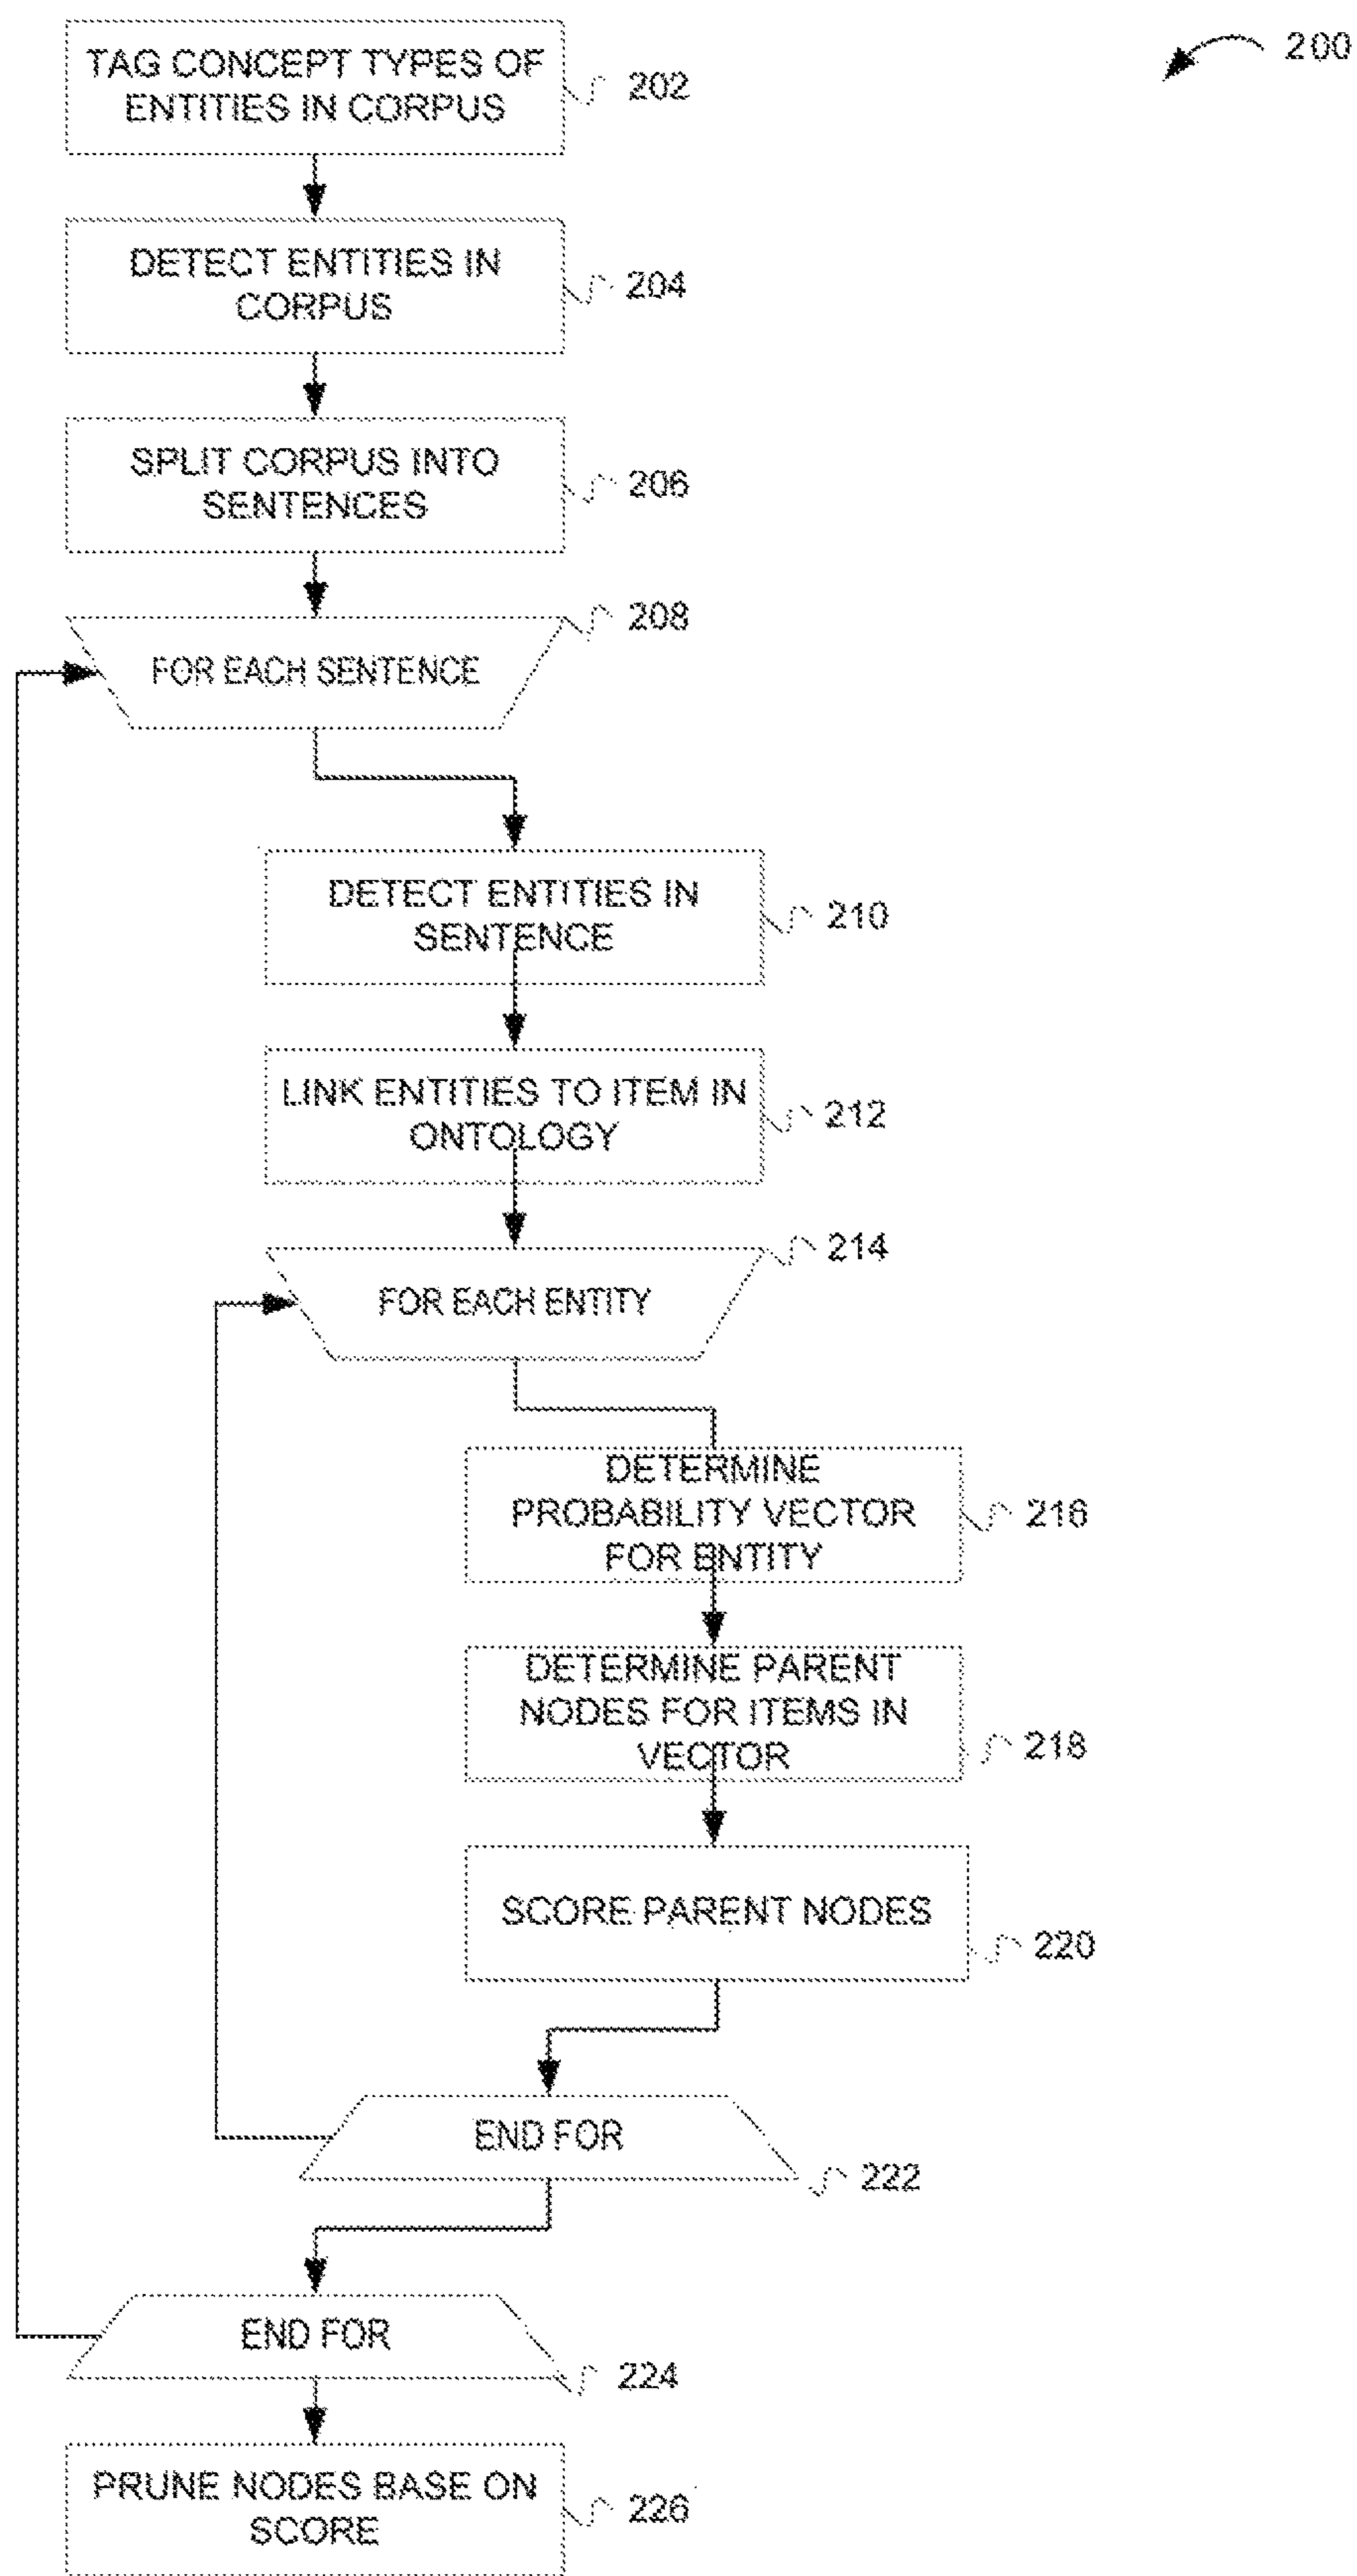 200
TAG CONCEPT TYPES OF
ENTITIES IN CORPUS
202
DETECT ENTITIES IN
CORPUS
204
SPLIT CORPUS INTO
SENTENCES
206
FOR EACH SENTENCE
208
DETECT ENTITIES IN
SENTENCE
210
LINK ENTITIES TO ITEM IN
ONTOLOGY
212
FOR EACH ENTITY
214
DETERMINE
PROBABILITY VECTOR
FOR ENTITY
216
DETERMINE PARENT
NODES FOR ITEMS IN
VECTOR
218
SCORE PARENT NODES
220
END FOR
222
END FOR
224
PRUNE NODES BASE ON
SCORE
226